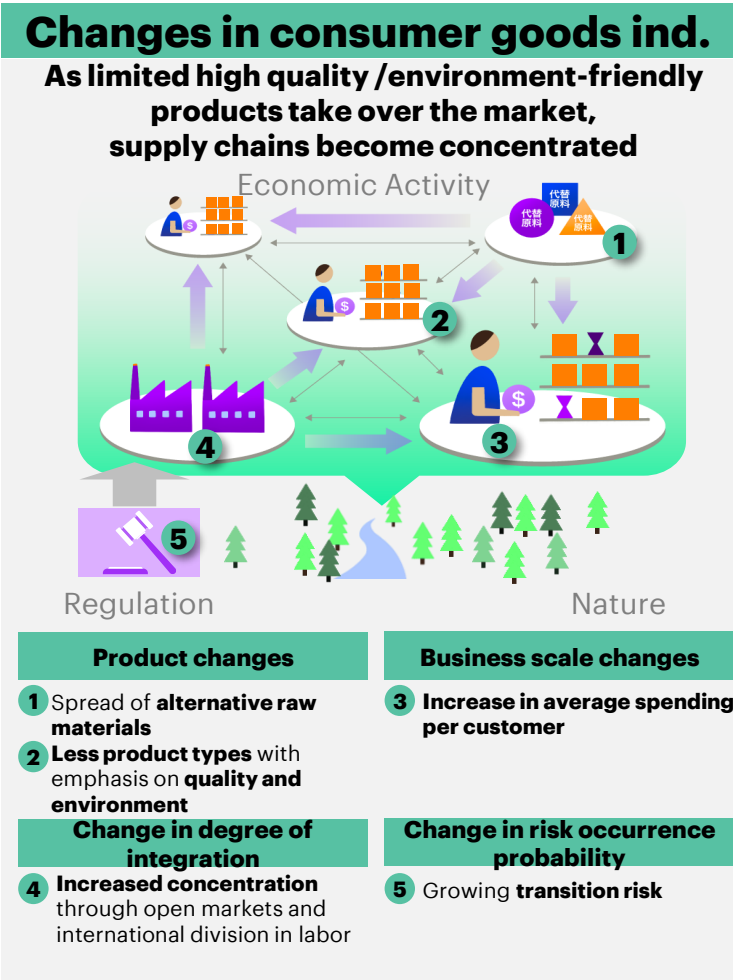 Changes in consumer goods ind.
As limited high quality /environment-friendly
products take over the market,
supply chains become concentrated
Economic Activity
代替
原料
代替
原料
代替
原料
1
$
$
2
$
3
4
5
Regulation
Nature
Product changes
1 Spread of alternative raw
materials
2 Less product types with
emphasis on quality and
environment
Business scale changes
3 Increase in average spending
per customer
Change in degree of
integration
4 Increased concentration
through open markets and
international division in labor
Change in risk occurrence
probability
5 Growing transition risk